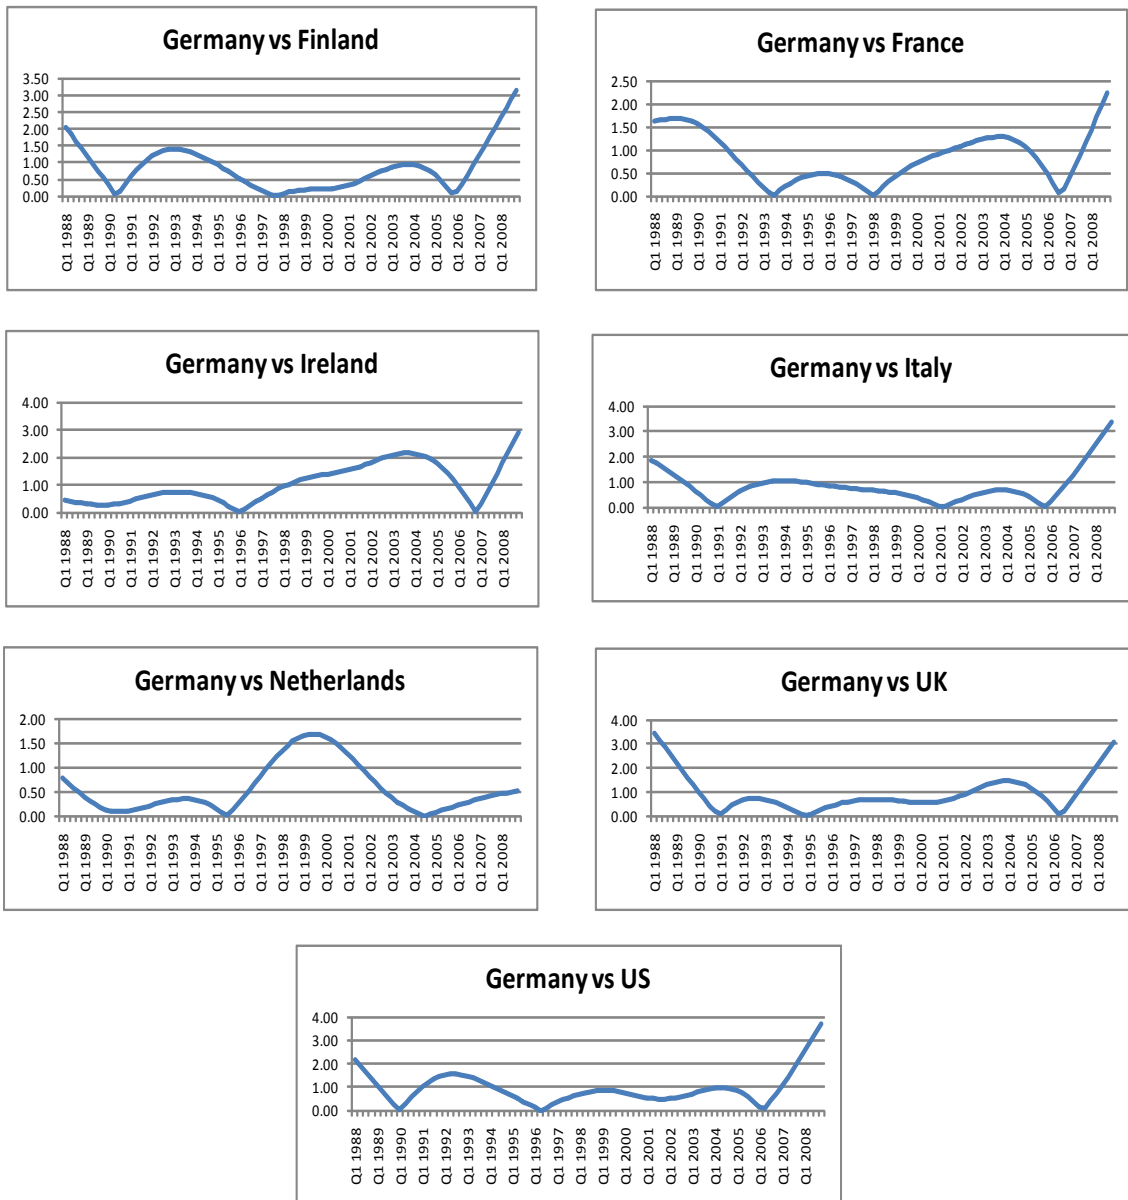 Germany vs Finland
3.50
3.00
2.50
2.00
1.50
1.00
0.50
0.00
Q1 1988
Q1 1989
Q1 1990
Q1 1991
Q1 1992
Q1 1993
Q1 1994
Q1 1995
Q1 1996
Q1 1997
Q1 1998
Q1 1999
Q1 2000
Q1 2001
Q1 2002
Q1 2003
Q1 2004
Q1 2005
Q1 2006
Q1 2007
Q1 2008
Germany vs France
2.50
2.00
1.50
1.00
0.50
0.00
Q1 1988
Q1 1989
Q1 1990
Q1 1991
Q1 1992
Q1 1993
Q1 1994
Q1 1995
Q1 1996
Q1 1997
Q1 1998
Q1 1999
Q1 2000
Q1 2001
Q1 2002
Q1 2003
Q1 2004
Q1 2005
Q1 2006
Q1 2007
Q1 2008
Germany vs Ireland
4.00
3.00
2.00
1.00
0.00
Q1 1988
Q1 1989
Q1 1990
Q1 1991
Q1 1992
Q1 1993
Q1 1994
Q1 1995
Q1 1996
Q1 1997
Q1 1998
Q1 1999
Q1 2000
Q1 2001
Q1 2002
Q1 2003
Q1 2004
Q1 2005
Q1 2006
Q1 2007
Q1 2008
Germany vs Italy
4.00
3.00
2.00
1.00
0.00
Q1 1988
Q1 1989
Q1 1990
Q1 1991
Q1 1992
Q1 1993
Q1 1994
Q1 1995
Q1 1996
Q1 1997
Q1 1998
Q1 1999
Q1 2000
Q1 2001
Q1 2002
Q1 2003
Q1 2004
Q1 2005
Q1 2006
Q1 2007
Q1 2008
Germany vs Netherlands
2.00
1.50
1.00
0.50
0.00
Q1 1988
Q1 1989
Q1 1990
Q1 1991
Q1 1992
Q1 1993
Q1 1994
Q1 1995
Q1 1996
Q1 1997
Q1 1998
Q1 1999
Q1 2000
Q1 2001
Q1 2002
Q1 2003
Q1 2004
Q1 2005
Q1 2006
Q1 2007
Q1 2008
Germany vs UK
4.00
3.00
2.00
1.00
0.00
Q1 1988
Q1 1989
Q1 1990
Q1 1991
Q1 1992
Q1 1993
Q1 1994
Q1 1995
Q1 1996
Q1 1997
Q1 1998
Q1 1999
Q1 2000
Q1 2001
Q1 2002
Q1 2003
Q1 2004
Q1 2005
Q1 2006
Q1 2007
Q1 2008
Germany vs US
4.00
3.00
2.00
1.00
0.00
Q1 1988
Q1 1989
Q1 1990
Q1 1991
Q1 1992
Q1 1993
Q1 1994
Q1 1995
Q1 1996
Q1 1997
Q1 1998
Q1 1999
Q1 2000
Q1 2001
Q1 2002
Q1 2003
Q1 2004
Q1 2005
Q1 2006
Q1 2007
Q1 2008